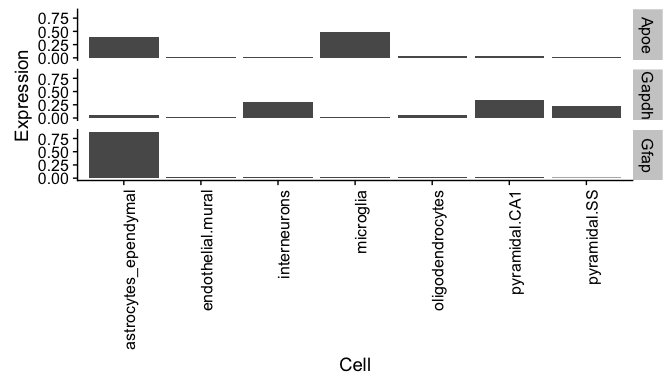 Expression
0.75
0.50
0.25
0.00
Apoe
0.75
0.50
0.25
0.00
Gapdh
0.75
0.50
0.25
0.00
Gfap
astrocytes_ependymal
endothelial.mural
interneurons
microglia
oligodendrocytes
pyramidal.CA1
pyramidal.SS
Cell